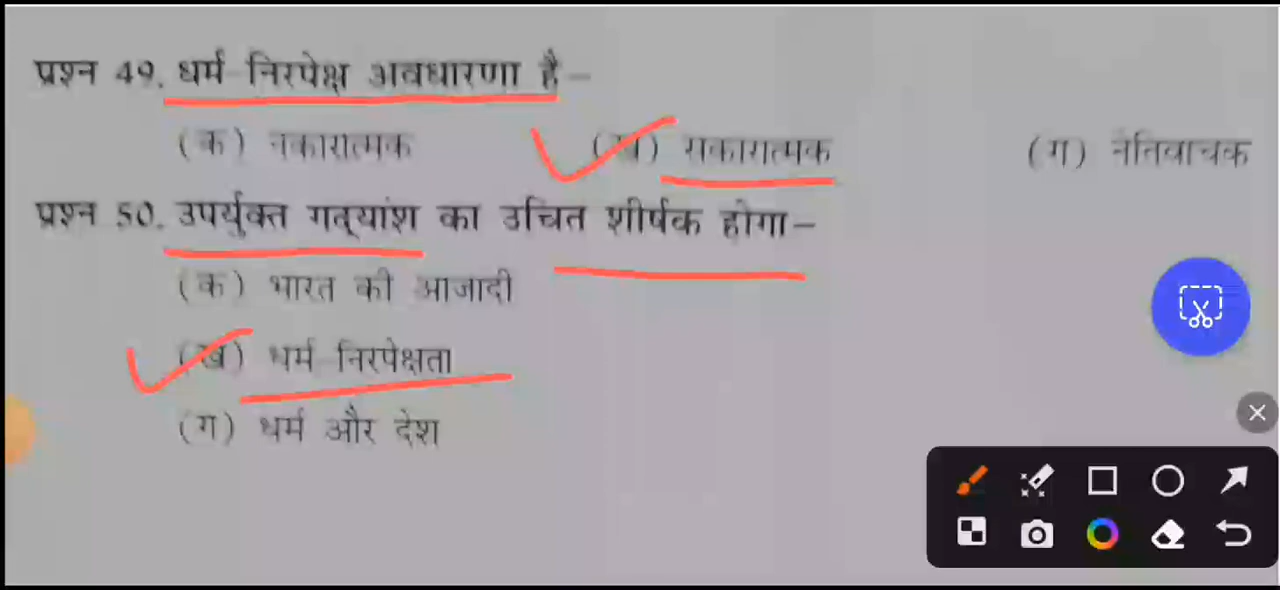 प्रश्न 49. धर्म निरपेक्ष अवधारणा है–
(क) नकारात्मक (ख) सकारात्मक (ग) नेतिवाचक
प्रश्न 50. उपर्युक्त गद्यांश का उचित शीर्षक होगा–
(क) भारत की आजादी
(ख) धर्म निरपेक्षता
(ग) धर्म और देश